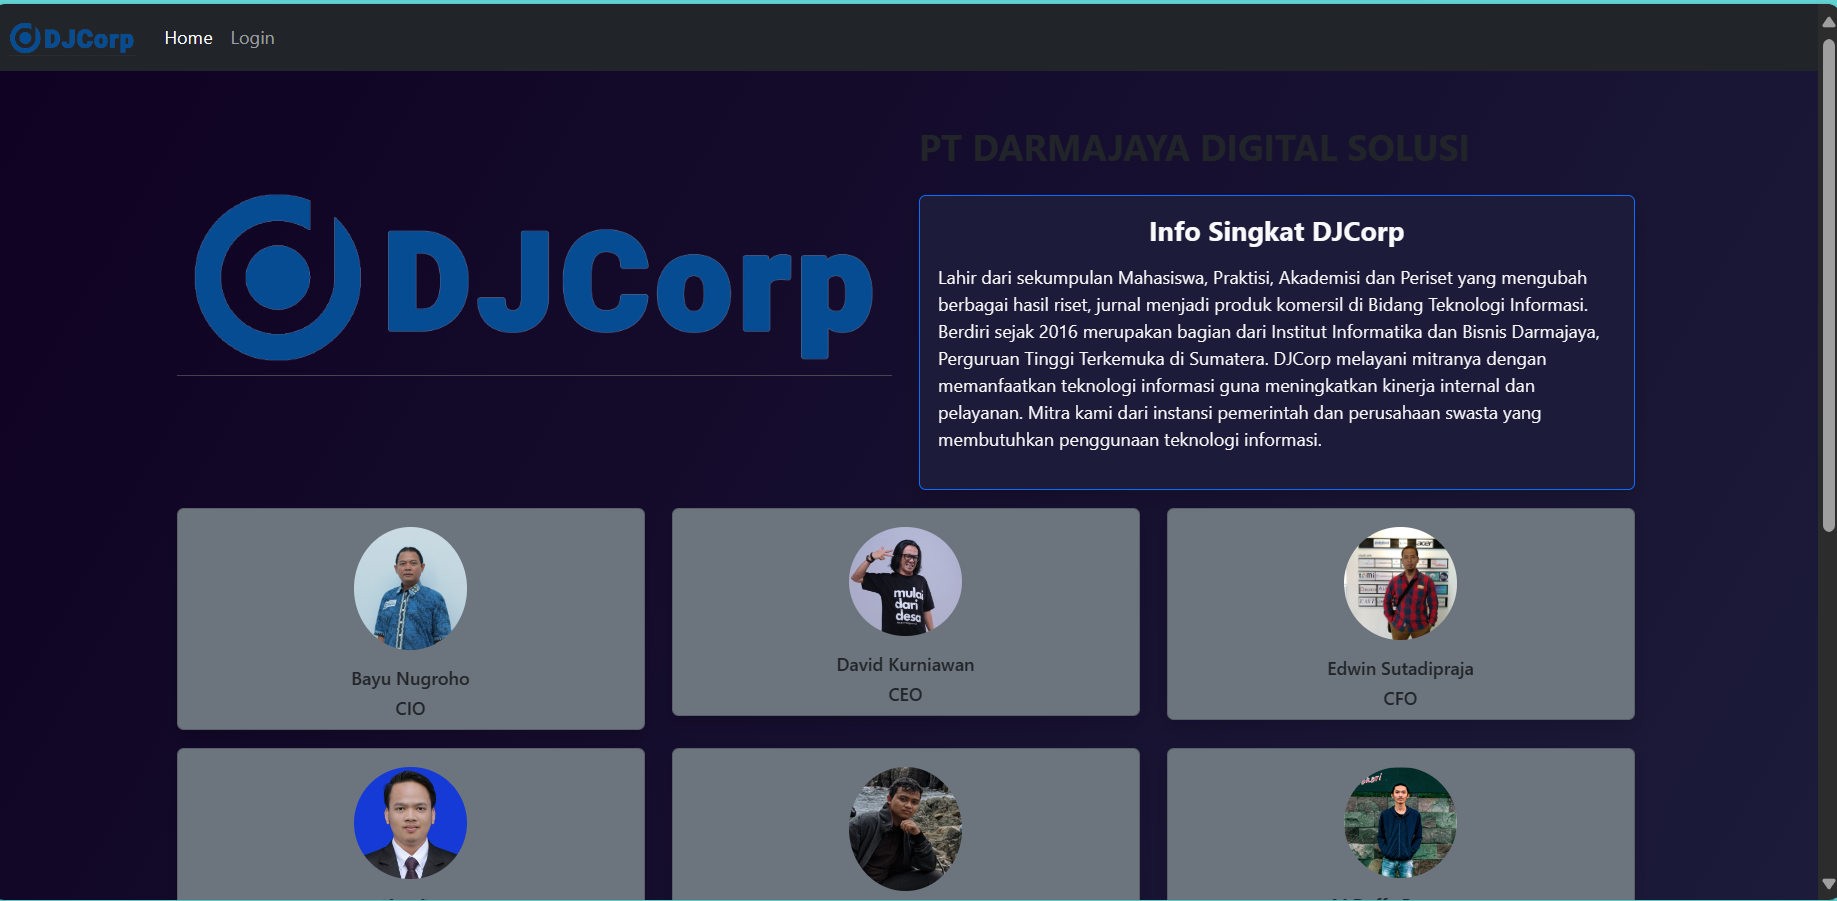 DJCorp
Home Login
PT DARMAJAYA DIGITAL SOLUSI
DJCorp
Info Singkat DJCorp
Lahir dari sekumpulan Mahasiswa, Praktisi, Akademisi dan Periset yang mengubah
berbagai hasil riset, jurnal menjadi produk komersil di Bidang Teknologi Informasi.
Berdiri sejak 2016 merupakan bagian dari Institut Informatika dan Bisnis Darmajaya,
Perguruan Tinggi Terkemuka di Sumatera. DJCorp melayani mitranya dengan
memanfaatkan teknologi informasi guna meningkatkan kinerja internal dan
pelayanan. Mitra kami dari instansi pemerintah dan perusahaan swasta yang
membutuhkan penggunaan teknologi informasi.
mulai
dari
desa
acer
Bayu Nugroho
CIO
David Kurniawan
CEO
Edwin Sutadipraja
CFO